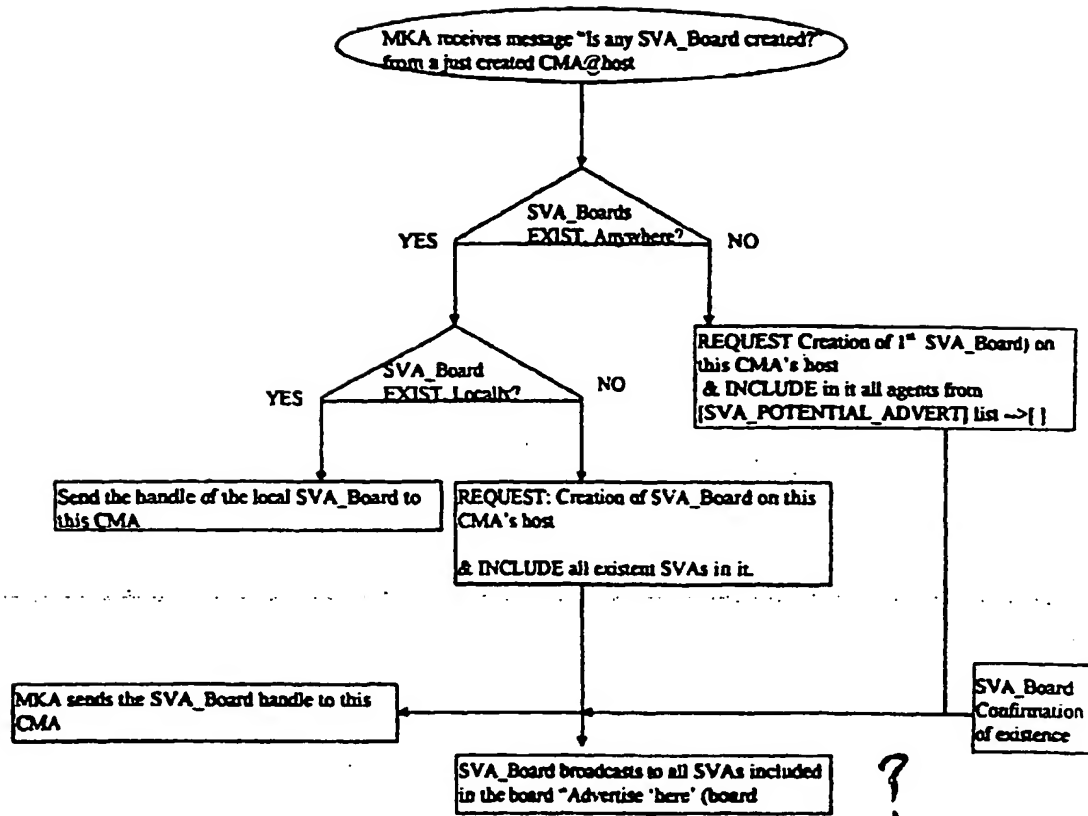 MKA receives message "Is any SVA_Board created?"
from a just created CMA@host
SVA_Boards
EXIST Anywhere?
YES
NO
SVA_Board
EXIST Locally?
YES
NO
REQUEST Creation of 1st SVA_Board) on
this CMA's host
& INCLUDE in it all agents from
[SVA_POTENTIAL_ADVERT] list -->[ ]
Send the handle of the local SVA_Board to
this CMA
REQUEST: Creation of SVA_Board on this
CMA's host
& INCLUDE all existent SVAs in it.
MKA sends the SVA_Board handle to this
CMA
SVA_Board
Confirmation
of existence
SVA_Board broadcasts to all SVAs included
in the board "Advertise 'here' (board
?